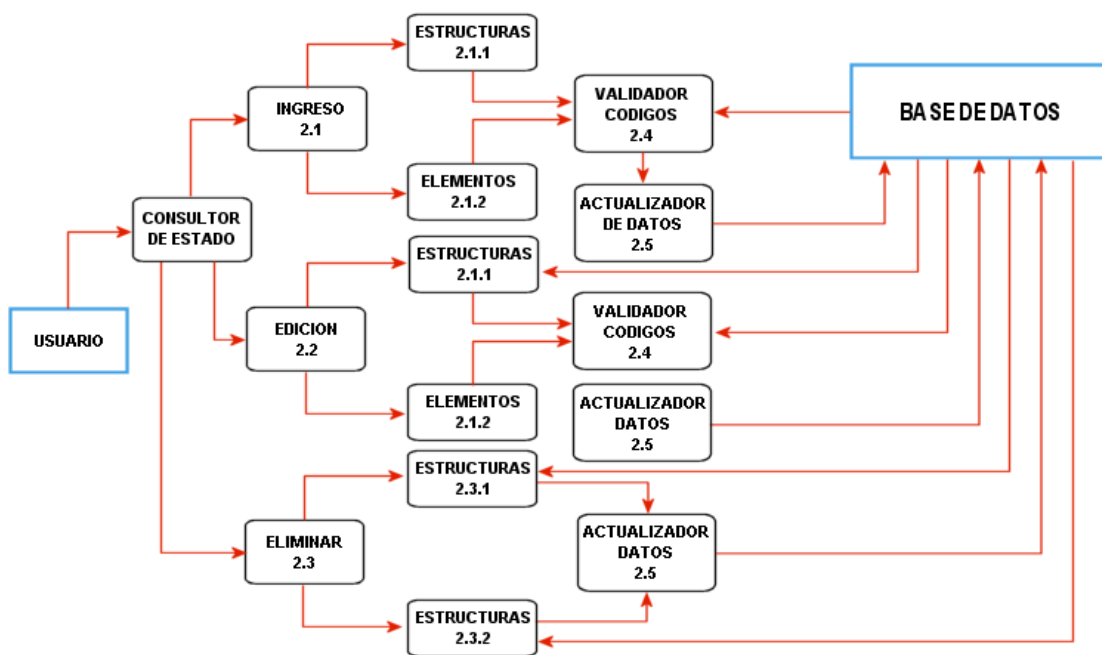 ESTRUCTURAS
2.1.1
INGRESO
2.1
VALIDADOR
CODIGOS
2.4
BASE DE DATOS
ELEMENTOS
2.1.2
ACTUALIZADOR
DE DATOS
2.5
CONSULTOR
DE ESTADO
ESTRUCTURAS
2.1.1
USUARIO
EDICION
2.2
VALIDADOR
CODIGOS
2.4
ELEMENTOS
2.1.2
ACTUALIZADOR
DATOS
2.5
ESTRUCTURAS
2.3.1
ELIMINAR
2.3
ACTUALIZADOR
DATOS
2.5
ESTRUCTURAS
2.3.2